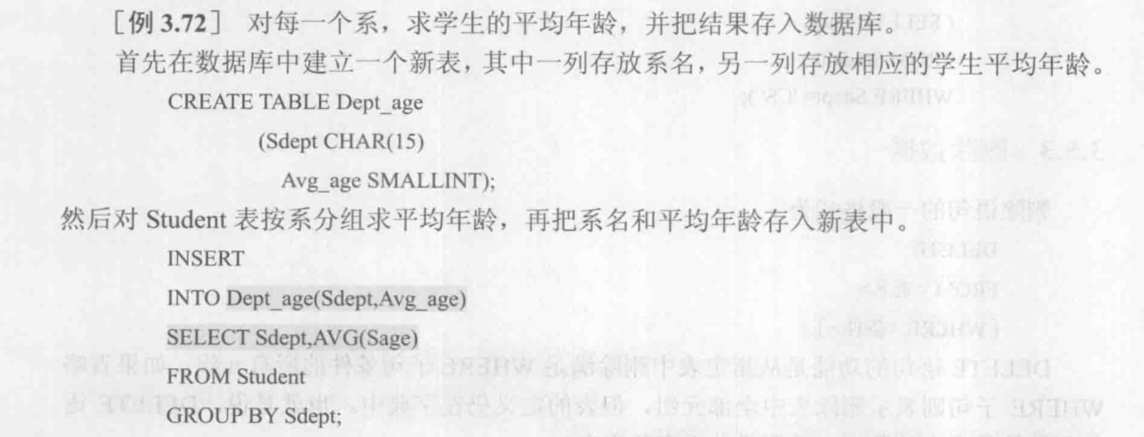 ［例 3.72］ 对每一个系，求学生的平均年龄，并把结果存入数据库。
首先在数据库中建立一个新表，其中一列存放系名，另一列存放相应的学生平均年龄。
CREATE TABLE Dept_age
(Sdept CHAR(15)
Avg_age SMALLINT);
然后对 Student 表按系分组求平均年龄，再把系名和平均年龄存入新表中。
INSERT
INTO Dept_age(Sdept,Avg_age)
SELECT Sdept,AVG(Sage)
FROM Student
GROUP BY Sdept;